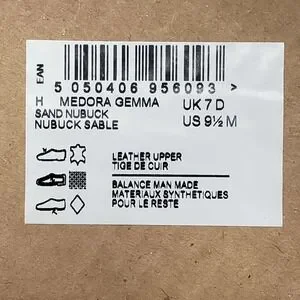 EAN
5 050406 956093 >
H MEDORA GEMMA UK 7 D
SAND NUBUCK
NUBUCK SABLE US 9½ M
LEATHER UPPER
TIGE DE CUIR
BALANCE MAN MADE
MATERIAUX SYNTHETIQUES
POUR LE RESTE